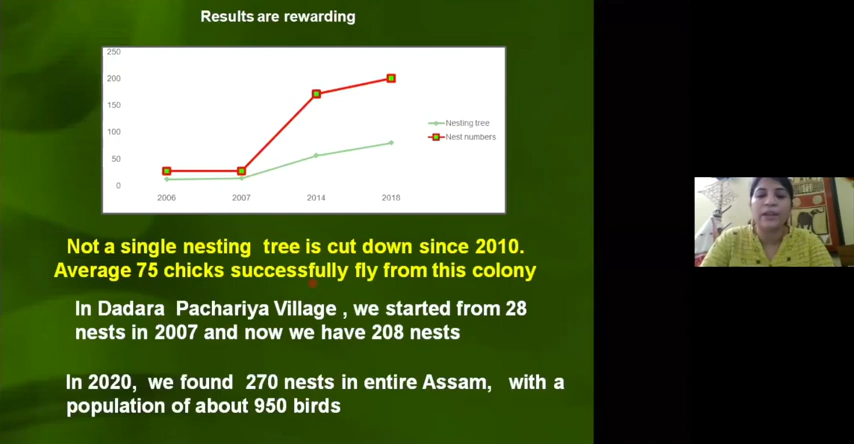 Results are rewarding
250
200
150
100
50
0
2006 2007 2014 2018
Nesting tree
Nest numbers
Not a single nesting tree is cut down since 2010.
Average 75 chicks successfully fly from this colony
In Dadara Pachariya Village , we started from 28
nests in 2007 and now we have 208 nests
In 2020, we found 270 nests in entire Assam, with a
population of about 950 birds